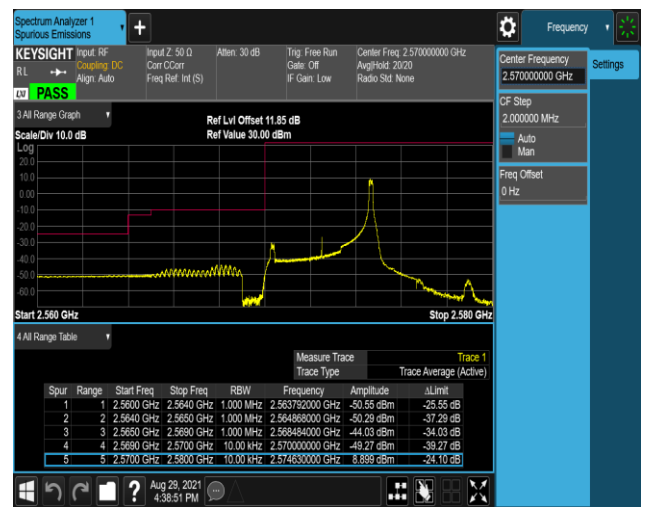 Spectrum Analyzer 1
Spurious Emissions
Frequency
KEYSIGHT Input: RF Input Z: 50 Ω Atten: 30 dB Trig: Free Run Center Freq: 2.570000000 GHz
RL Coupling: DC Corr CCorr Gate: Off Avg|Hold: 20/20
Align: Auto Freq Ref: Int (S) IF Gain: Low Radio Std: None
LXI PASS
3 All Range Graph
Ref Lvl Offset 11.85 dB
Scale/Div 10.0 dB Ref Value 30.00 dBm
Log
20.0
10.0
0.00
-10.0
-20.0
-30.0
-40.0
-50.0
-60.0
Start 2.560 GHz Stop 2.580 GHz
4 All Range Table
Measure Trace Trace 1
Trace Type Trace Average (Active)
Spur Range Start Freq Stop Freq RBW Frequency Amplitude ΔLimit
1 1 2.5600 GHz 2.5640 GHz 1.000 MHz 2.563792000 GHz -50.55 dBm -25.55 dB
2 2 2.5640 GHz 2.5650 GHz 1.000 MHz 2.564868000 GHz -50.29 dBm -37.29 dB
3 3 2.5650 GHz 2.5690 GHz 1.000 MHz 2.568484000 GHz -44.03 dBm -34.03 dB
4 4 2.5690 GHz 2.5700 GHz 10.00 kHz 2.570000000 GHz -49.27 dBm -39.27 dB
5 5 2.5700 GHz 2.5800 GHz 10.00 kHz 2.574630000 GHz 8.899 dBm -24.10 dB
Aug 29, 2021
4:38:51 PM
Center Frequency
2.570000000 GHz
Settings
CF Step
2.000000 MHz
Auto
Man
Freq Offset
0 Hz